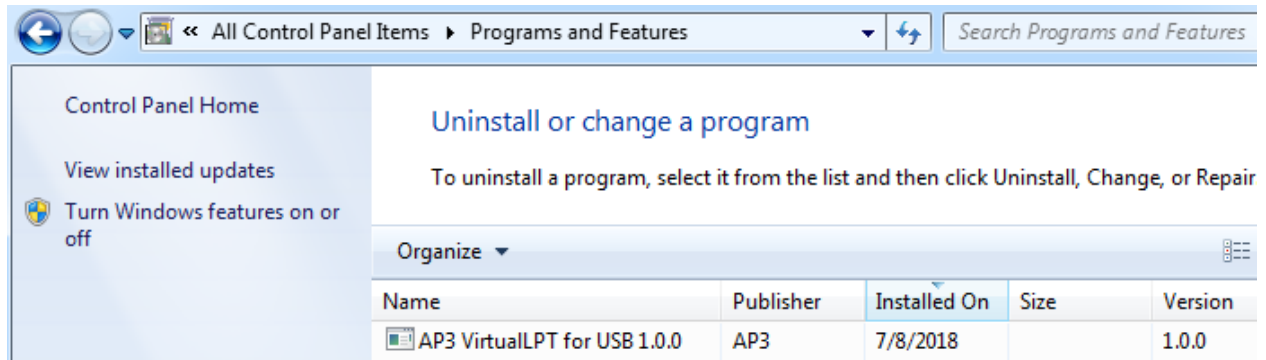 « All Control Panel Items ▸ Programs and Features
Search Programs and Features
Control Panel Home
View installed updates
Turn Windows features on or
off
Uninstall or change a program
To uninstall a program, select it from the list and then click Uninstall, Change, or Repair
Organize
Name Publisher Installed On Size Version
AP3 VirtualLPT for USB 1.0.0 AP3 7/8/2018 1.0.0